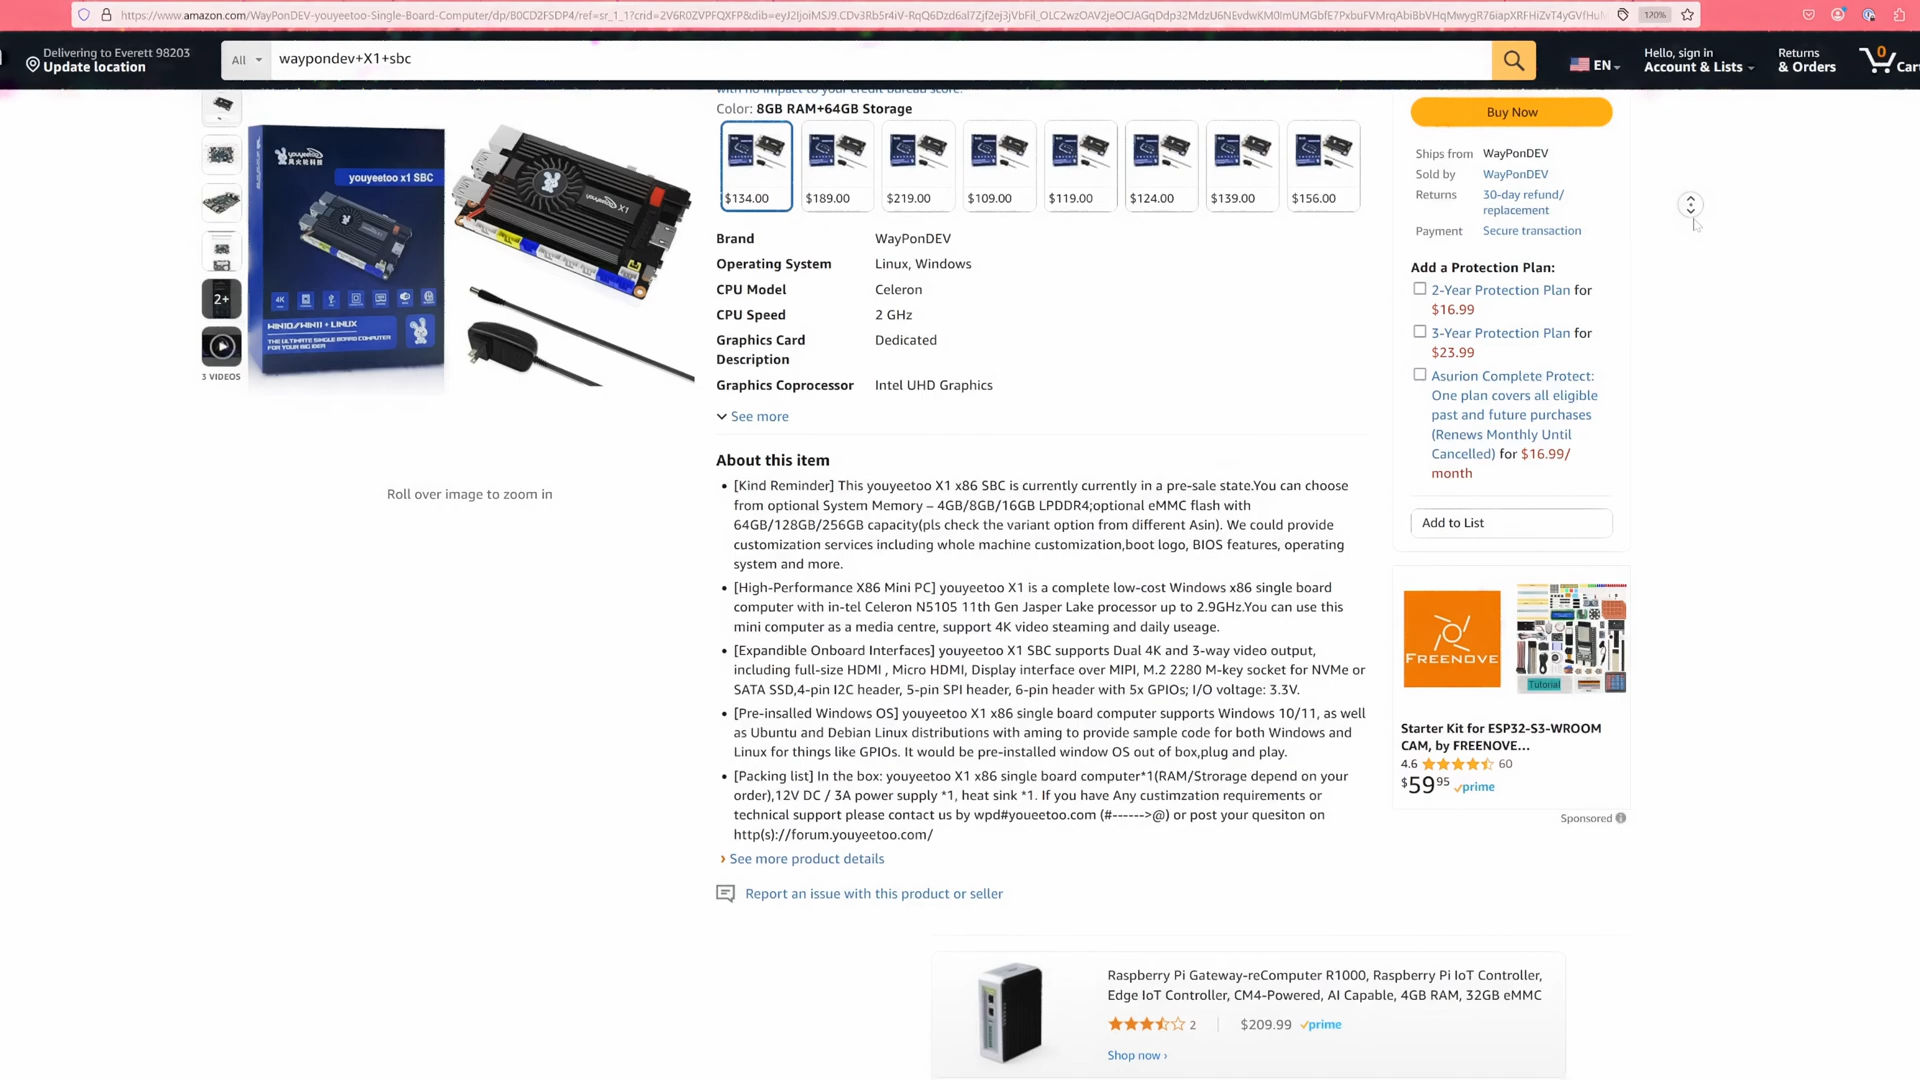 https://www.amazon.com/WayPonDEV-youyeetoo-Single-Board-Computer/dp/B0CD2FSDP4/ref=sr_1_1?crid=
120%
Delivering to Everett 98203
Update location
All
waypondev+X1+sbc
EN
Hello, sign in
Account & Lists
Returns
& Orders
0
Cart
with no impact to your credit bureau score.
Color: 8GB RAM+64GB Storage
$134.00
$189.00
$219.00
$109.00
$119.00
$124.00
$139.00
$156.00
2+
3 VIDEOS
youyeetoo
youyeetoo x1 SBC
WIN10/WIN11 + LINUX
THE ULTIMATE SINGLE BOARD COMPUTER
FOR YOUR BIG IDEA
X1
Roll over image to zoom in
Brand WayPonDEV
Operating System Linux, Windows
CPU Model Celeron
CPU Speed 2 GHz
Graphics Card Dedicated
Description
Graphics Coprocessor Intel UHD Graphics
See more
About this item
• [Kind Reminder] This youyeetoo X1 x86 SBC is currently currently in a pre-sale state.You can choose
from optional System Memory – 4GB/8GB/16GB LPDDR4;optional eMMC flash with
64GB/128GB/256GB capacity(pls check the variant option from different Asin). We could provide
customization services including whole machine customization,boot logo, BIOS features, operating
system and more.
• [High-Performance X86 Mini PC] youyeetoo X1 is a complete low-cost Windows x86 single board
computer with in-tel Celeron N5105 11th Gen Jasper Lake processor up to 2.9GHz.You can use this
mini computer as a media centre, support 4K video steaming and daily useage.
• [Expandible Onboard Interfaces] youyeetoo X1 SBC supports Dual 4K and 3-way video output,
including full-size HDMI , Micro HDMI, Display interface over MIPI, M.2 2280 M-key socket for NVMe or
SATA SSD,4-pin I2C header, 5-pin SPI header, 6-pin header with 5x GPIOs; I/O voltage: 3.3V.
• [Pre-insalled Windows OS] youyeetoo X1 x86 single board computer supports Windows 10/11, as well
as Ubuntu and Debian Linux distributions with aming to provide sample code for both Windows and
Linux for things like GPIOs. It would be pre-installed window OS out of box,plug and play.
• [Packing list] In the box: youyeetoo X1 x86 single board computer*1(RAM/Strorage depend on your
order),12V DC / 3A power supply *1, heat sink *1. If you have Any custimzation requirements or
technical support please contact us by wpd#youeetoo.com (#------>@) or post your quesiton on
http(s)://forum.youyeetoo.com/
› See more product details
Report an issue with this product or seller
Buy Now
Ships from WayPonDEV
Sold by WayPonDEV
Returns 30-day refund/
replacement
Payment Secure transaction
Add a Protection Plan:
2-Year Protection Plan for
$16.99
3-Year Protection Plan for
$23.99
Asurion Complete Protect:
One plan covers all eligible
past and future purchases
(Renews Monthly Until
Cancelled) for $16.99/
month
Add to List
FREENOVE
Tutorial
Starter Kit for ESP32-S3-WROOM
CAM, by FREENOVE...
4.6 60
$59 95 prime
Sponsored
Raspberry Pi Gateway-reComputer R1000, Raspberry Pi IoT Controller,
Edge IoT Controller, CM4-Powered, AI Capable, 4GB RAM, 32GB eMMC
2 | $209.99 prime
Shop now ›